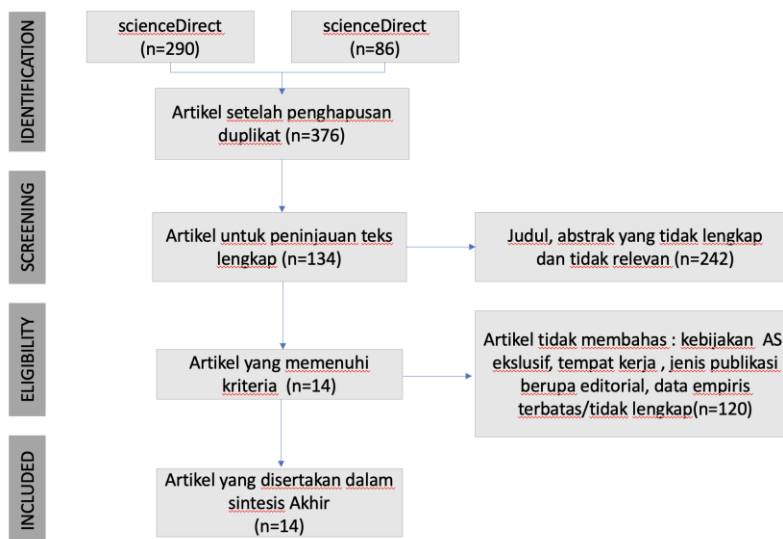 IDENTIFICATION
scienceDirect
(n=290)
scienceDirect
(n=86)
Artikel setelah penghapusan
duplikat (n=376)
SCREENING
Artikel untuk peninjauan teks
lengkap (n=134)
Judul, abstrak yang tidak lengkap
dan tidak relevan (n=242)
ELIGIBILITY
Artikel yang memenuhi
kriteria (n=14)
Artikel tidak membahas : kebijakan AS
ekslusif, tempat kerja , jenis publikasi
berupa editorial, data empiris
terbatas/tidak lengkap(n=120)
INCLUDED
Artikel yang disertakan dalam
sintesis Akhir
(n=14)